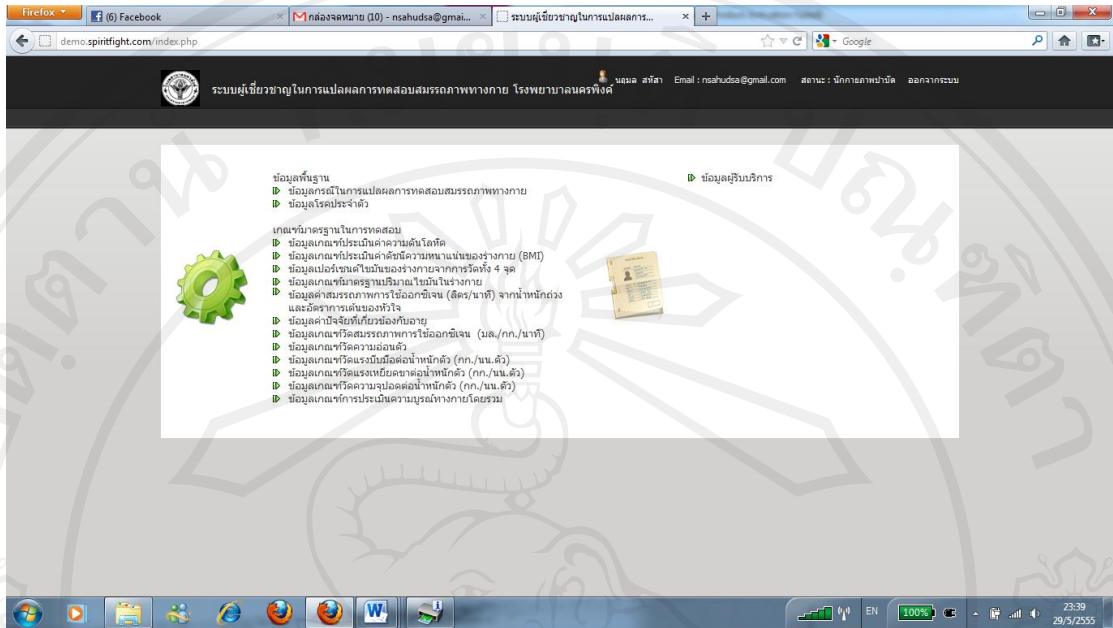 Firefox
(6) Facebook
กล่องจดหมาย (10) - nsahudsa@gmai...
ระบบผู้เชี่ยวชาญในการแปลผลการ...
demo.spiritfight.com/index.php
Google
ระบบผู้เชี่ยวชาญในการแปลผลการทดสอบสมรรถภาพทางกาย โรงพยาบาลนครพิงค์
นฤมล สหัสา Email : nsahudsa@gmail.com สถานะ : นักกายภาพบำบัด ออกจากระบบ
ข้อมูลพื้นฐาน
ข้อมูลกรณีในการแปลผลการทดสอบสมรรถภาพทางกาย
ข้อมูลโรคประจำตัว
เกณฑ์มาตรฐานในการทดสอบ
ข้อมูลเกณฑ์ประเมินค่าความดันโลหิต
ข้อมูลเกณฑ์ประเมินค่าดัชนีความหนาแน่นของร่างกาย (BMI)
ข้อมูลเปอร์เซนต์ไขมันของร่างกายจากการวัดทั้ง 4 จุด
ข้อมูลเกณฑ์มาตรฐานปริมาณไขมันในร่างกาย
ข้อมูลค่าสมรรถภาพการใช้ออกซิเจน (ลิตร/นาที) จากน้ำหนักถ่วง
และอัตราการเต้นของหัวใจ
ข้อมูลค่าปัจจัยที่เกี่ยวข้องกับอายุ
ข้อมูลเกณฑ์วัดสมรรถภาพการใช้ออกซิเจน (มล./กก./นาที)
ข้อมูลเกณฑ์วัดความอ่อนตัว
ข้อมูลเกณฑ์วัดแรงบีบมือต่อน้ำหนักตัว (กก./นน.ตัว)
ข้อมูลเกณฑ์วัดแรงเหยียดขาต่อน้ำหนักตัว (กก./นน.ตัว)
ข้อมูลเกณฑ์วัดความจุปอดต่อน้ำหนักตัว (กก./นน.ตัว)
ข้อมูลเกณฑ์การประเมินความบูรณ์ทางกายโดยรวม
ข้อมูลผู้รับบริการ
EN
100%
23:39
29/5/2555